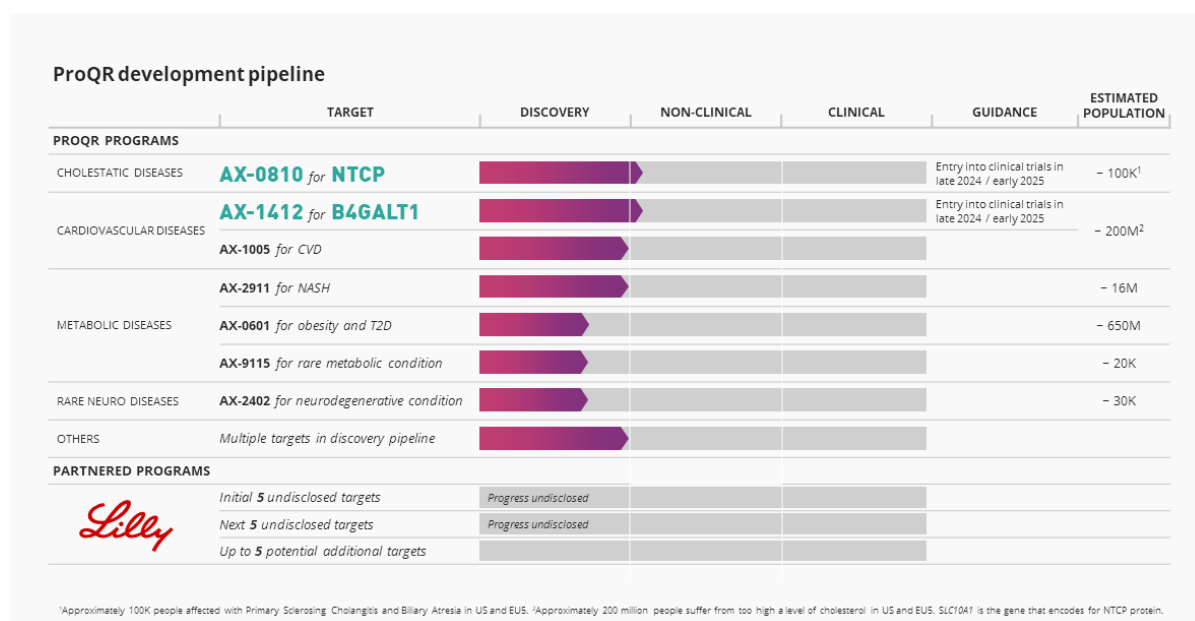 ProQR development pipeline
TARGET DISCOVERY NON-CLINICAL CLINICAL GUIDANCE ESTIMATED POPULATION
PROQR PROGRAMS
CHOLESTATIC DISEASES AX-0810 for NTCP Entry into clinical trials in late 2024 / early 2025 ~ 100K¹
CARDIOVASCULAR DISEASES AX-1412 for B4GALT1 Entry into clinical trials in late 2024 / early 2025 ~ 200M²
AX-1005 for CVD
METABOLIC DISEASES AX-2911 for NASH ~ 16M
AX-0601 for obesity and T2D ~ 650M
AX-9115 for rare metabolic condition ~ 20K
RARE NEURO DISEASES AX-2402 for neurodegenerative condition ~ 30K
OTHERS Multiple targets in discovery pipeline
PARTNERED PROGRAMS
Lilly
Initial 5 undisclosed targets Progress undisclosed
Next 5 undisclosed targets Progress undisclosed
Up to 5 potential additional targets
¹Approximately 100K people affected with Primary Sclerosing Cholangitis and Biliary Atresia in US and EU5. ²Approximately 200 million people suffer from too high a level of cholesterol in US and EU5. SLC10A1 is the gene that encodes for NTCP protein.